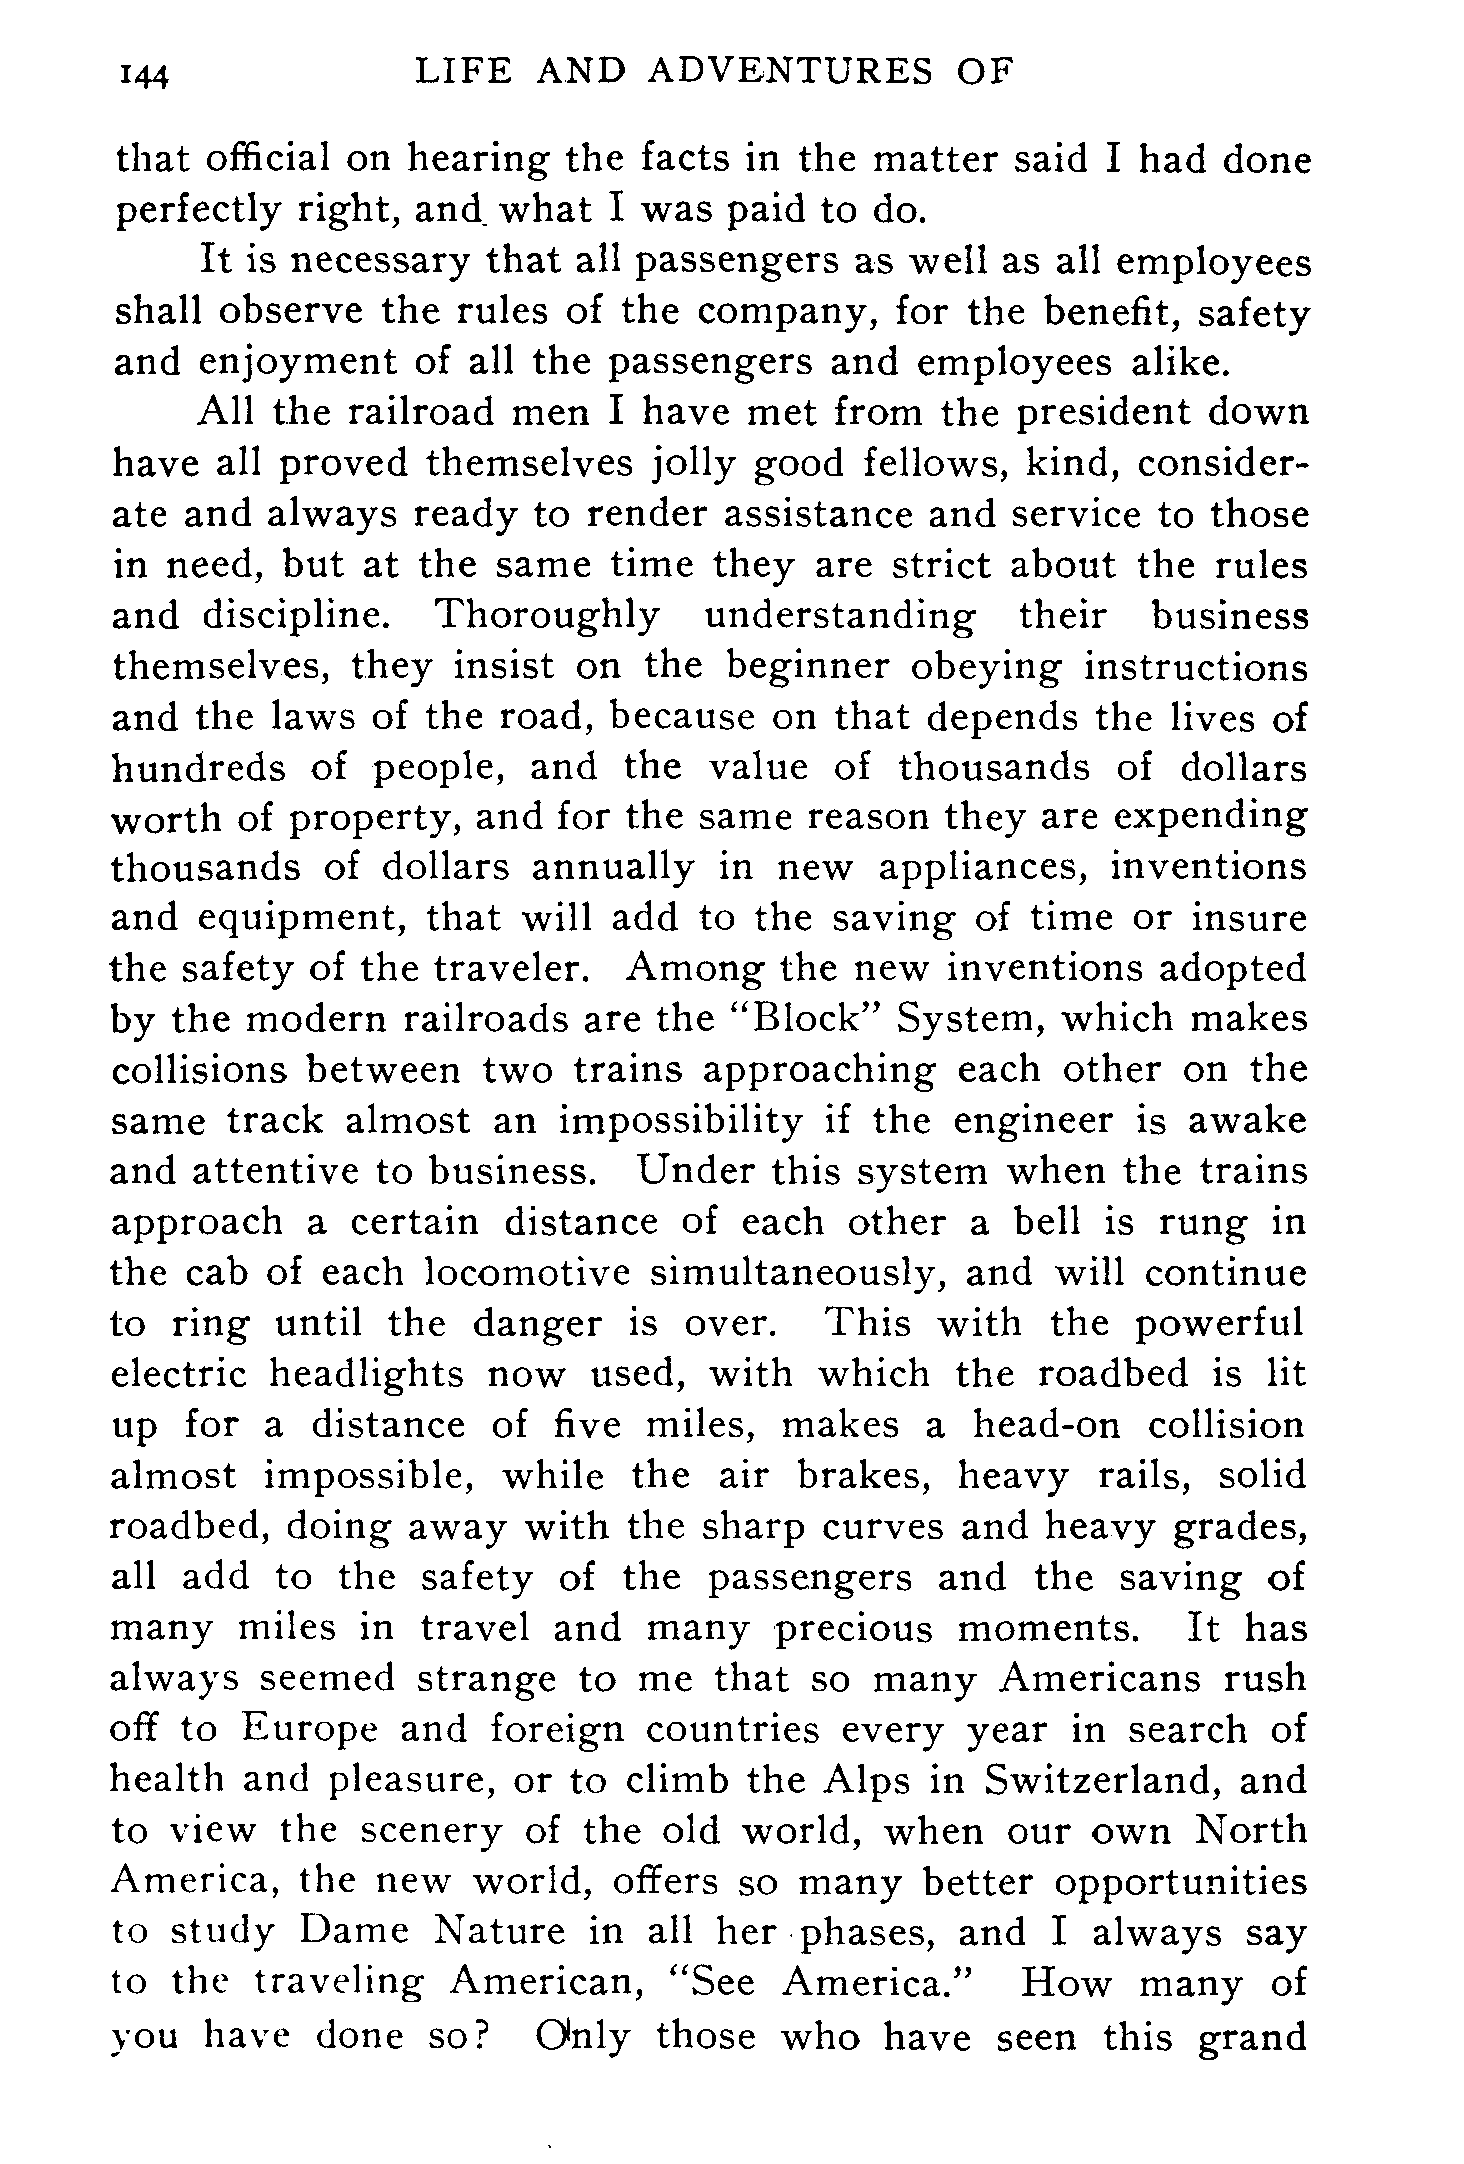 144 LIFE AND ADVENTURES OF
that official on hearing the facts in the matter said I had done
perfectly right, and what I was paid to do.
It is necessary that all passengers as well as all employees
shall observe the rules of the company, for the benefit, safety
and enjoyment of all the passengers and employees alike.
All the railroad men I have met from the president down
have all proved themselves jolly good fellows, kind, consider-
ate and always ready to render assistance and service to those
in need, but at the same time they are strict about the rules
and discipline. Thoroughly understanding their business
themselves, they insist on the beginner obeying instructions
and the laws of the road, because on that depends the lives of
hundreds of people, and the value of thousands of dollars
worth of property, and for the same reason they are expending
thousands of dollars annually in new appliances, inventions
and equipment, that will add to the saving of time or insure
the safety of the traveler. Among the new inventions adopted
by the modern railroads are the “Block” System, which makes
collisions between two trains approaching each other on the
same track almost an impossibility if the engineer is awake
and attentive to business. Under this system when the trains
approach a certain distance of each other a bell is rung in
the cab of each locomotive simultaneously, and will continue
to ring until the danger is over. This with the powerful
electric headlights now used, with which the roadbed is lit
up for a distance of five miles, makes a head-on collision
almost impossible, while the air brakes, heavy rails, solid
roadbed, doing away with the sharp curves and heavy grades,
all add to the safety of the passengers and the saving of
many miles in travel and many precious moments. It has
always seemed strange to me that so many Americans rush
off to Europe and foreign countries every year in search of
health and pleasure, or to climb the Alps in Switzerland, and
to view the scenery of the old world, when our own North
America, the new world, offers so many better opportunities
to study Dame Nature in all her phases, and I always say
to the traveling American, “See America.” How many of
you have done so? Only those who have seen this grand